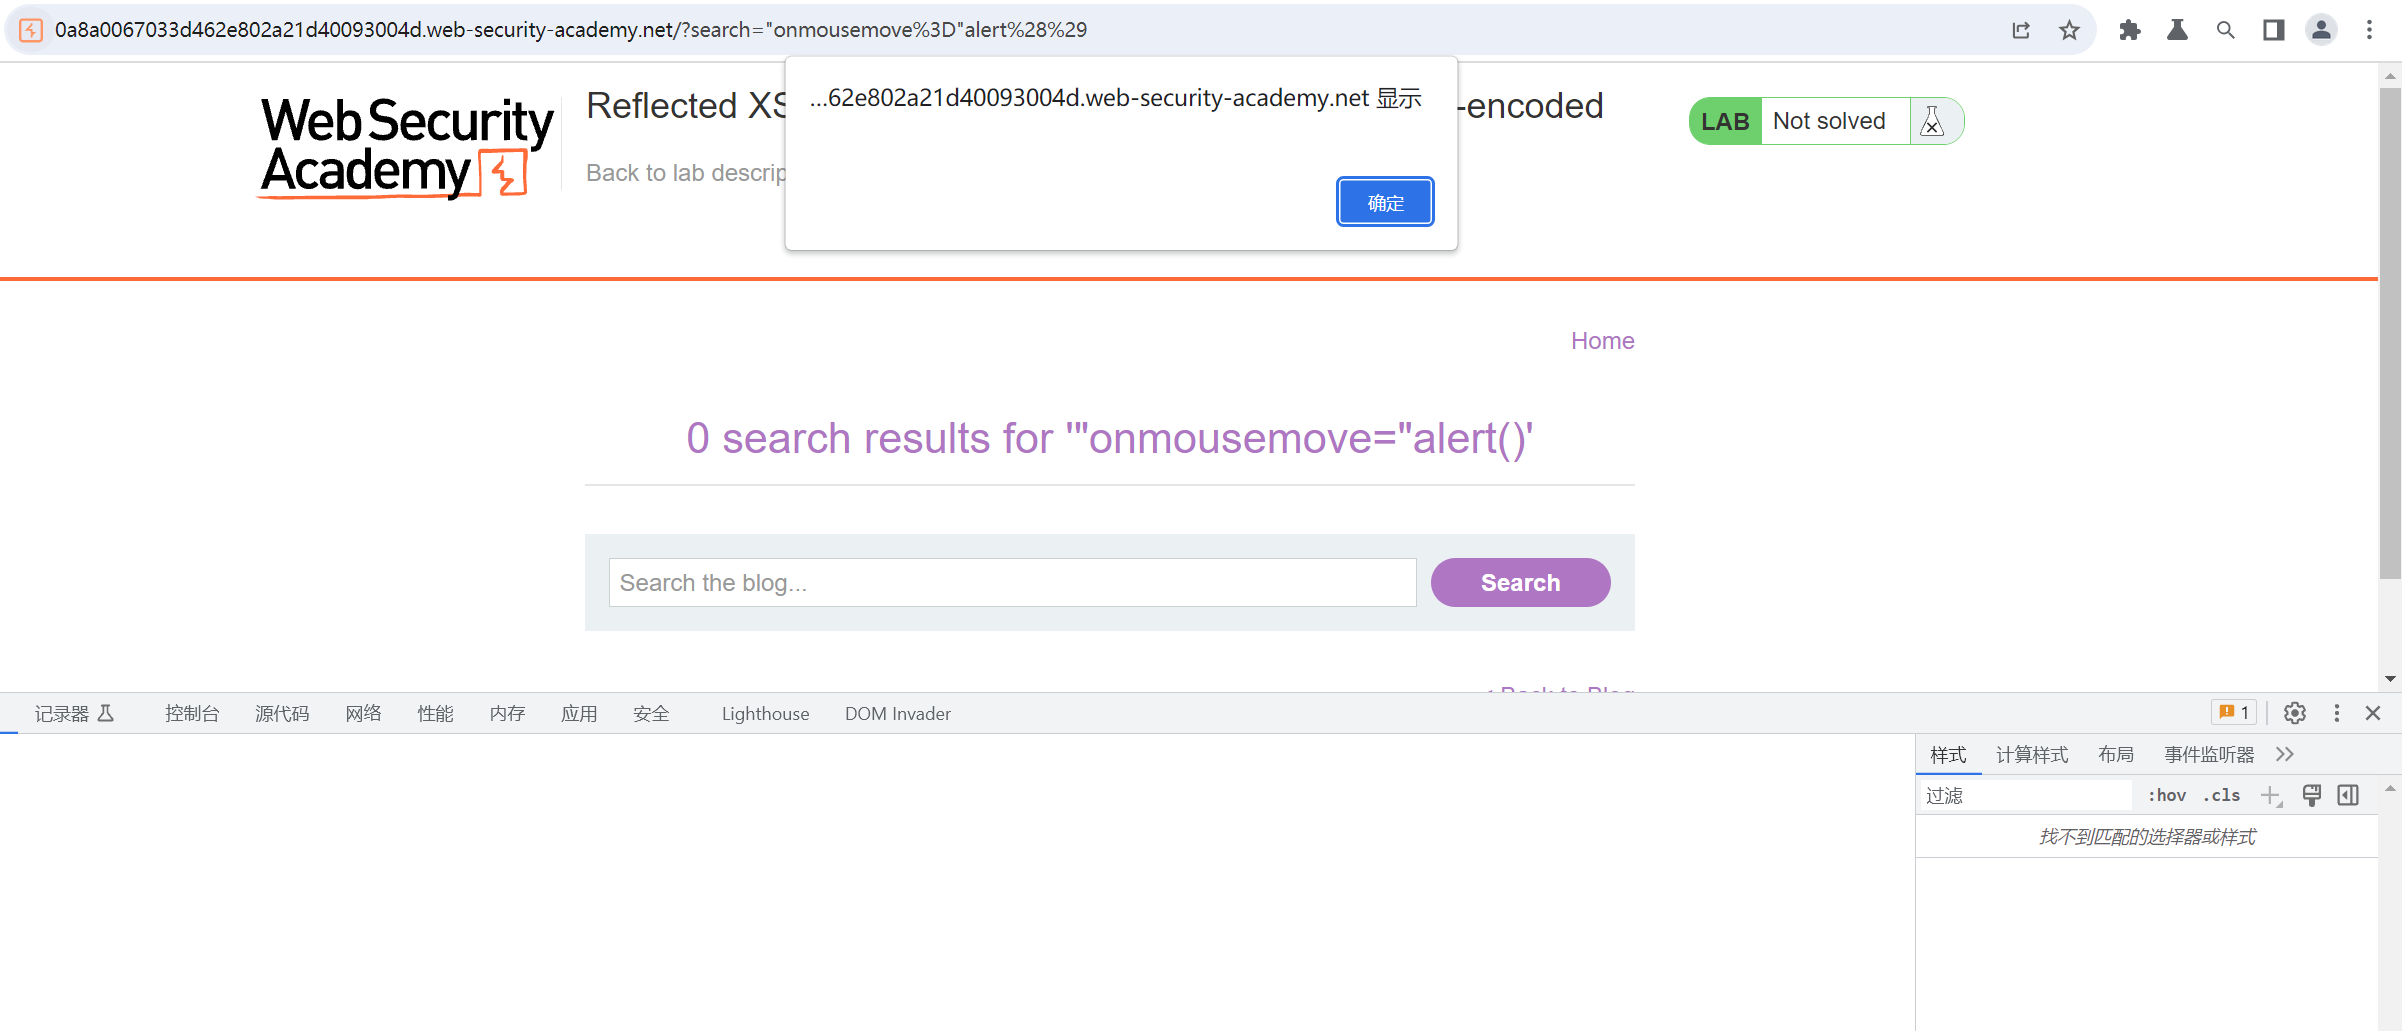 0a8a0067033d462e802a21d40093004d.web-security-academy.net/?search="onmousemove%3D"alert%28%29
...62e802a21d40093004d.web-security-academy.net 显示
确定
Web Security
Academy
Reflected XS
-encoded
Back to lab descrip
LAB Not solved
Home
0 search results for '"onmousemove="alert()'
Search the blog...
Search
< Back to Blog
记录器 控制台 源代码 网络 性能 内存 应用 安全 Lighthouse DOM Invader 1
样式 计算样式 布局 事件监听器
过滤 :hov .cls
找不到匹配的选择器或样式